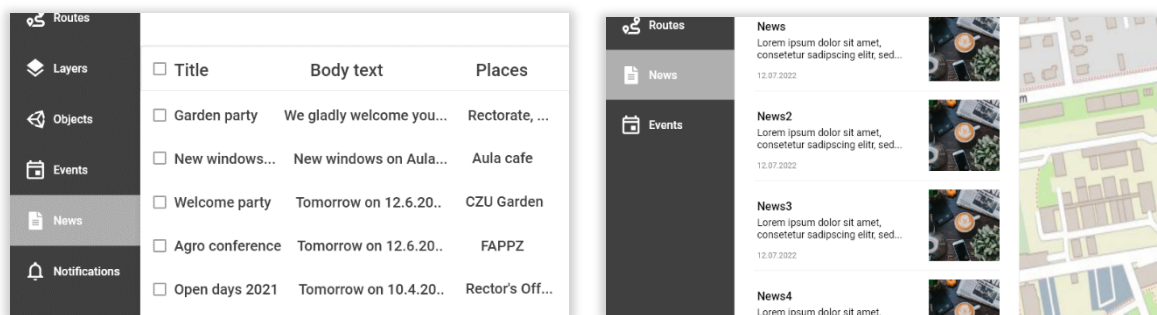 Routes
Layers
Objects
Events
News
Notifications
Title Body text Places
Garden party We gladly welcome you... Rectorate, ...
New windows... New windows on Aula... Aula cafe
Welcome party Tomorrow on 12.6.20.. CZU Garden
Agro conference Tomorrow on 12.6.20.. FAPPZ
Open days 2021 Tomorrow on 10.4.20.. Rector's Off...
Routes
News
Events
News
Lorem ipsum dolor sit amet,
consetetur sadipscing elitr, sed...
12.07.2022
News2
Lorem ipsum dolor sit amet,
consetetur sadipscing elitr, sed...
12.07.2022
News3
Lorem ipsum dolor sit amet,
consetetur sadipscing elitr, sed...
12.07.2022
News4
Lorem ipsum dolor sit amet,
m